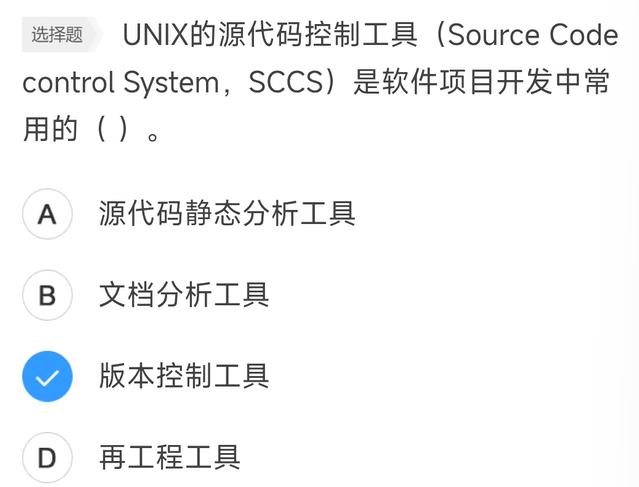 选择题 UNIX的源代码控制工具（Source Code
control System，SCCS）是软件项目开发中常
用的（ ）。
A 源代码静态分析工具
B 文档分析工具
版本控制工具
D 再工程工具